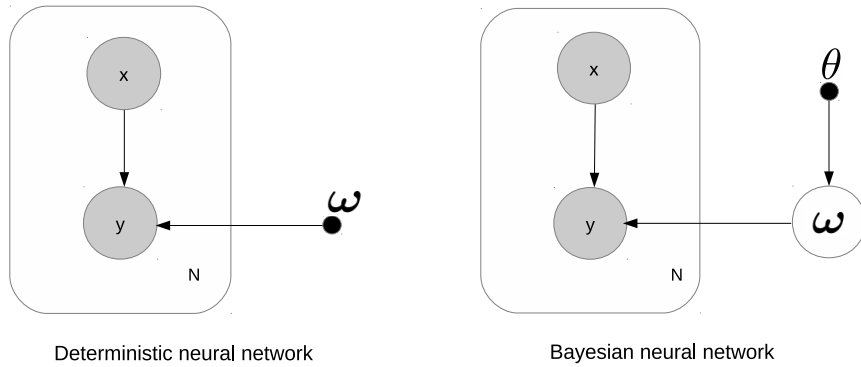 x
y
ω
N
Deterministic neural network
x
θ
y
ω
N
Bayesian neural network